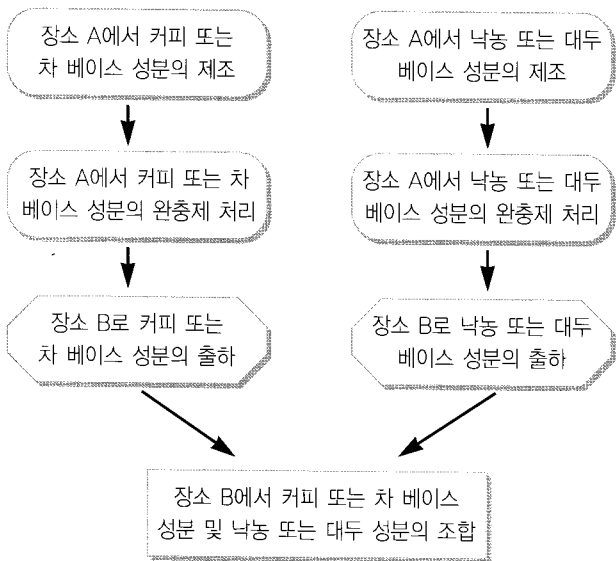 장소 A에서 커피 또는
차 베이스 성분의 제조
장소 A에서 낙농 또는 대두
베이스 성분의 제조
장소 A에서 커피 또는 차
베이스 성분의 완충제 처리
장소 A에서 낙농 또는 대두
베이스 성분의 완충제 처리
장소 B로 커피 또는
차 베이스 성분의 출하
장소 B로 낙농 또는 대두
베이스 성분의 출하
장소 B에서 커피 또는 차 베이스
성분 및 낙농 또는 대두 성분의 조합